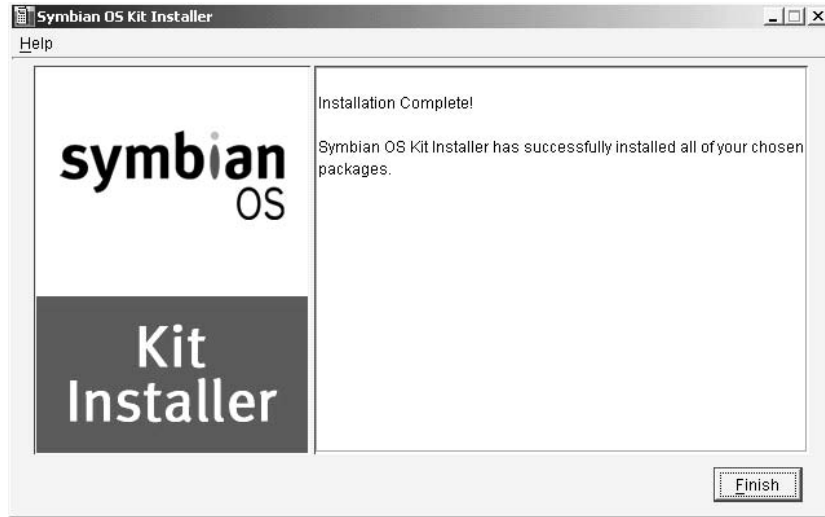 Symbian OS Kit Installer
Help
symbian
OS
Kit
Installer
Installation Complete!
Symbian OS Kit Installer has successfully installed all of your chosen
packages.
Finish